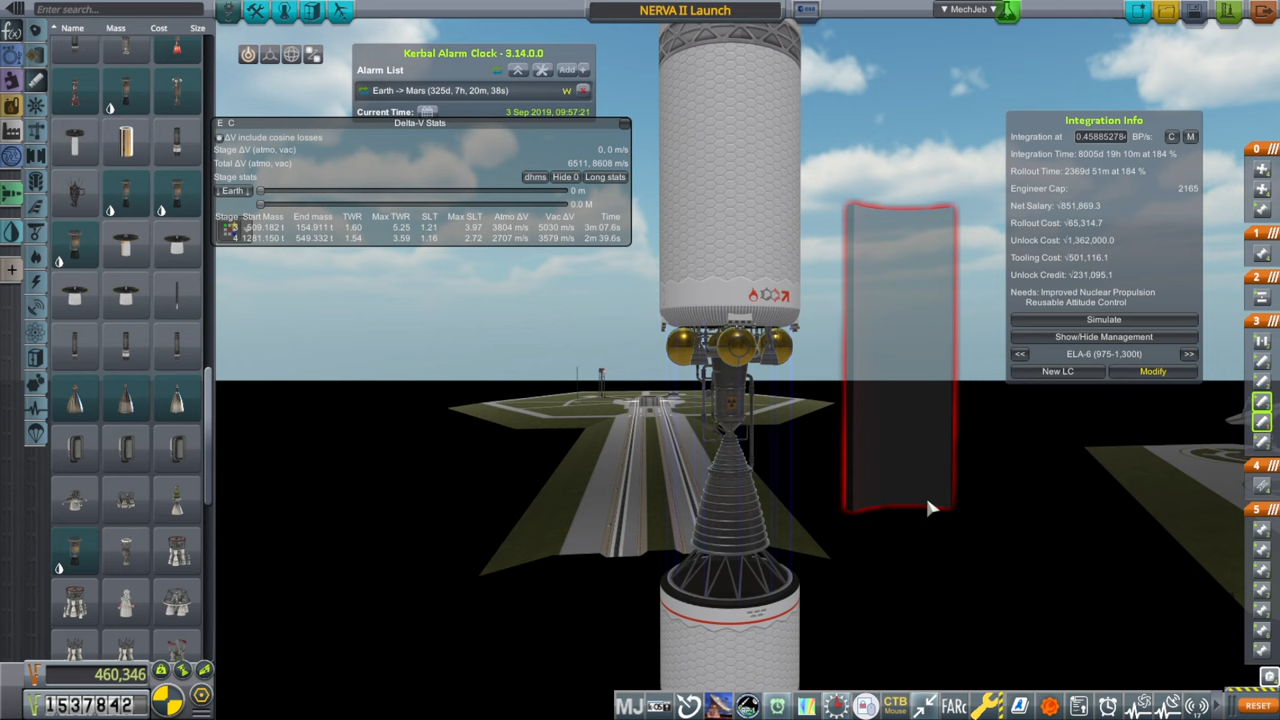 Enter search...
Name Mass Cost Size
NERVA II Launch
esa
▼ MechJeb ▼
Kerbal Alarm Clock - 3.14.0.0
Alarm List
Add +
Earth -> Mars (325d, 7h, 20m, 38s)
W
Current Time:
3 Sep 2019, 09:57:21
E C
Delta-V Stats
ΔV include cosine losses
Stage ΔV (atmo, vac)
0, 0 m/s
Total ΔV (atmo, vac)
6511, 8608 m/s
Stage stats
dhms Hide 0 Long stats
↓ Earth ↓
0 m
0.0 M
Stage Start Mass End mass TWR Max TWR SLT Max SLT Atmo ΔV Vac ΔV Time
3 509.182 t 154.911 t 1.60 5.25 1.21 3.97 3804 m/s 5030 m/s 3m 07.6s
4 1281.150 t 549.332 t 1.54 3.59 1.16 2.72 2707 m/s 3579 m/s 2m 39.6s
Integration Info
Integration at 0.45885278 BP/s: C M
Integration Time: 8005d 19h 10m at 184 %
Rollout Time: 2369d 51m at 184 %
Engineer Cap: 2165
Net Salary: √851,869.3
Rollout Cost: √65,314.7
Unlock Cost: √1,362,000.0
Tooling Cost: √501,116.1
Unlock Credit: √231,095.1
Needs: Improved Nuclear Propulsion
Reusable Attitude Control
Simulate
Show/Hide Management
<< ELA-6 (975-1,300t) >>
New LC Modify
0
1
2
3
4
5
460,346
1537842
MJ
CTB
Mouse
FARc
RESET